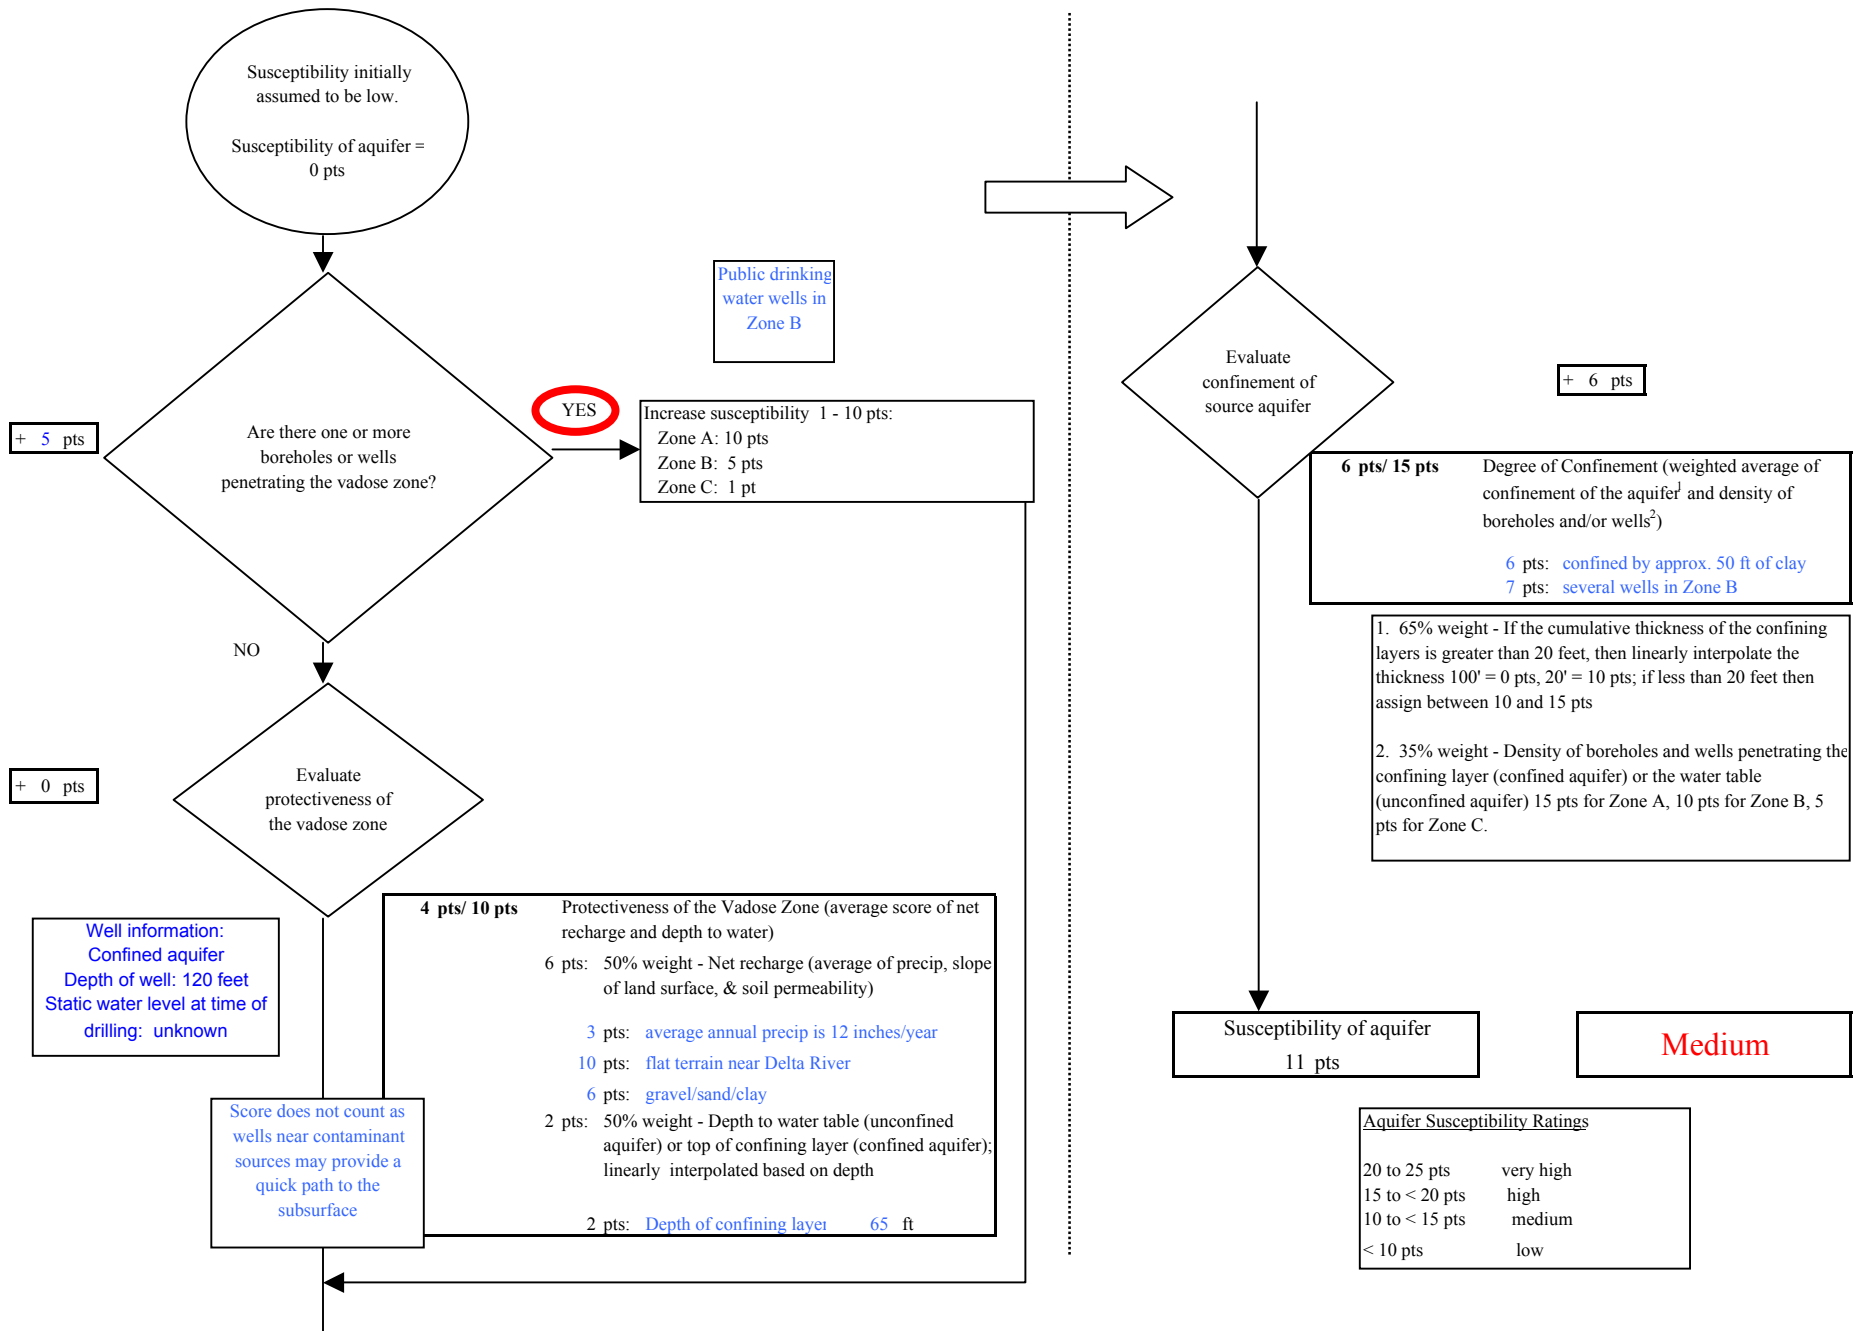 Susceptibility initially
assumed to be low.
Susceptibility of aquifer =
0 pts
Public drinking
water wells in
Zone B
+ 5 pts
Are there one or more
boreholes or wells
penetrating the vadose zone?
YES
Increase susceptibility 1 - 10 pts:
Zone A: 10 pts
Zone B: 5 pts
Zone C: 1 pt
NO
+ 0 pts
Evaluate
protectiveness of
the vadose zone
Well information:
Confined aquifer
Depth of well: 120 feet
Static water level at time of
drilling: unknown
4 pts/ 10 pts Protectiveness of the Vadose Zone (average score of net
recharge and depth to water)
6 pts: 50% weight - Net recharge (average of precip, slope
of land surface, & soil permeability)
3 pts: average annual precip is 12 inches/year
10 pts: flat terrain near Delta River
6 pts: gravel/sand/clay
2 pts: 50% weight - Depth to water table (unconfined
aquifer) or top of confining layer (confined aquifer);
linearly interpolated based on depth
2 pts: Depth of confining layer 65 ft
Score does not count as
wells near contaminant
sources may provide a
quick path to the
subsurface
Evaluate
confinement of
source aquifer
+ 6 pts
6 pts/ 15 pts Degree of Confinement (weighted average of
confinement of the aquifer1 and density of
boreholes and/or wells2)
6 pts: confined by approx. 50 ft of clay
7 pts: several wells in Zone B
1. 65% weight - If the cumulative thickness of the confining
layers is greater than 20 feet, then linearly interpolate the
thickness 100' = 0 pts, 20' = 10 pts; if less than 20 feet then
assign between 10 and 15 pts
2. 35% weight - Density of boreholes and wells penetrating the
confining layer (confined aquifer) or the water table
(unconfined aquifer) 15 pts for Zone A, 10 pts for Zone B, 5
pts for Zone C.
Susceptibility of aquifer
11 pts
Medium
Aquifer Susceptibility Ratings
20 to 25 pts very high
15 to < 20 pts high
10 to < 15 pts medium
< 10 pts low